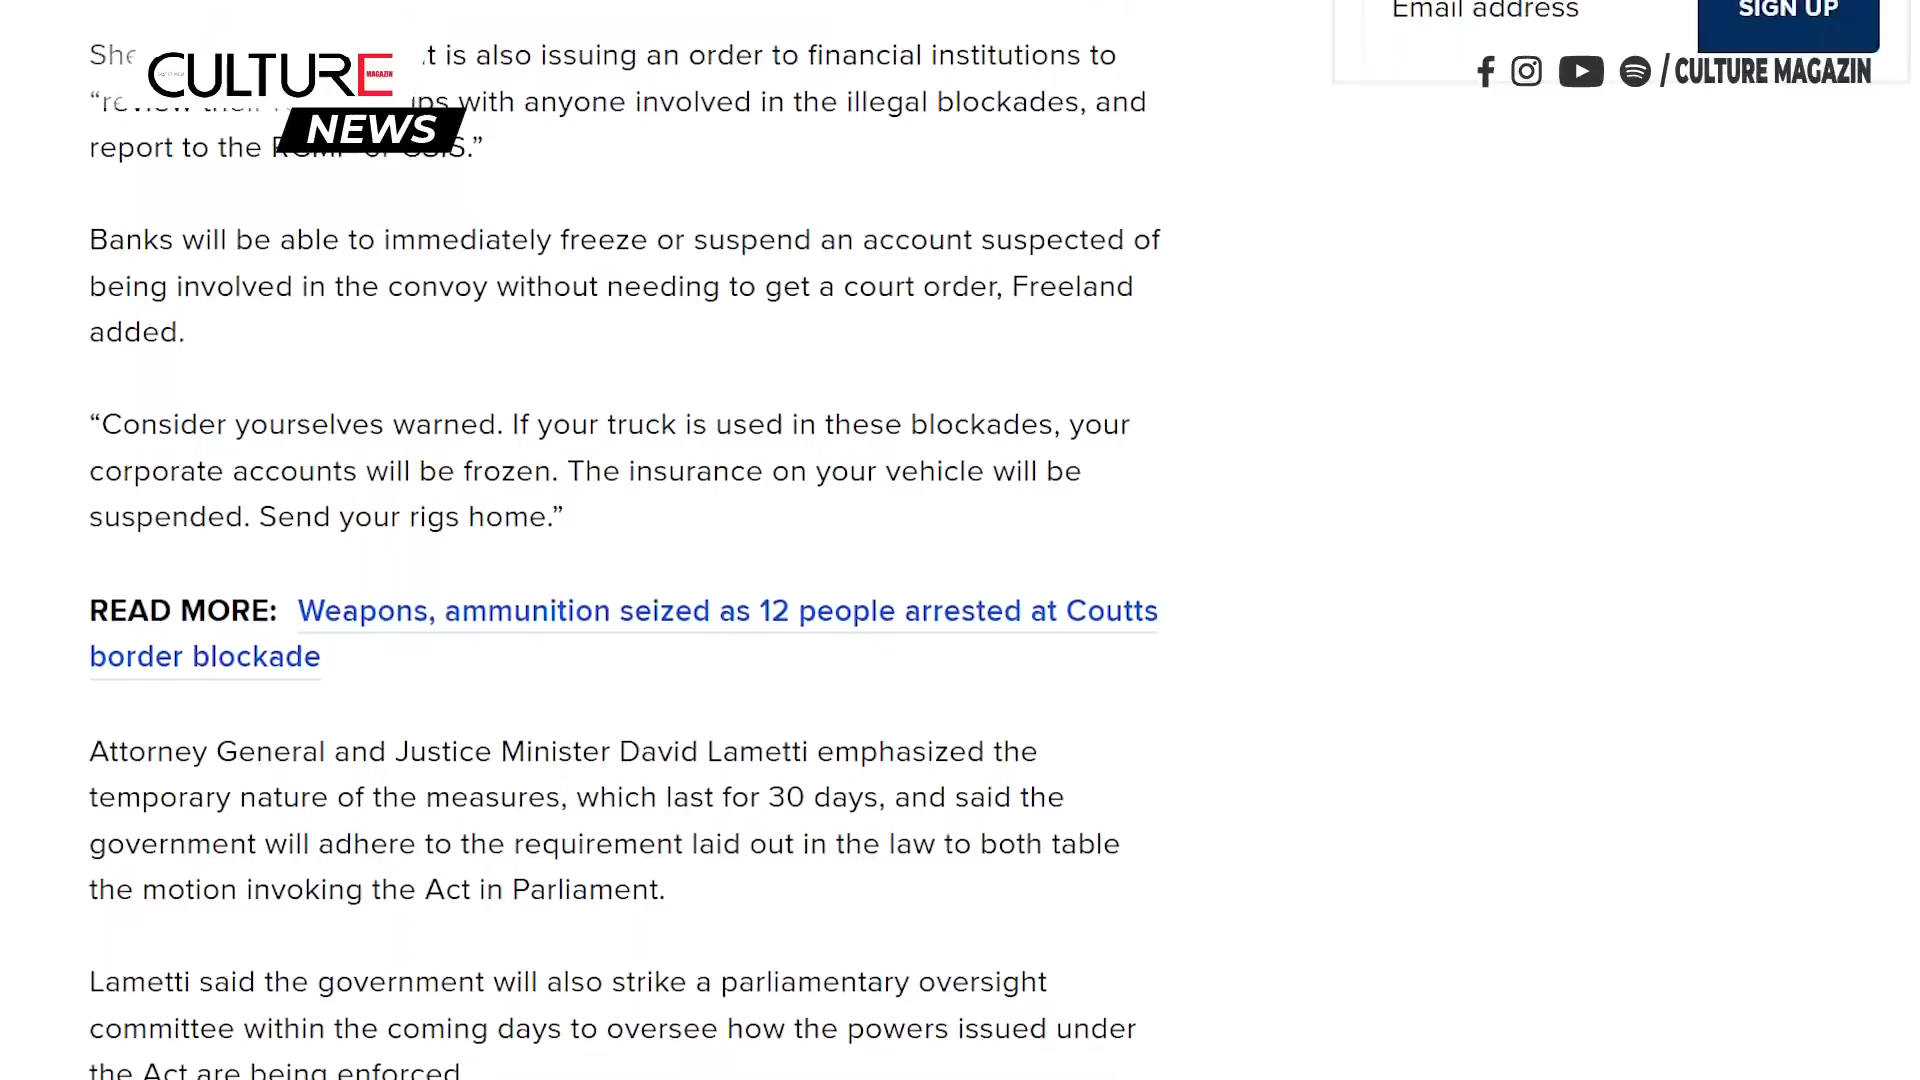 Email address
SIGN UP
CULTURE
MAGAZIN
NEWS
/ CULTURE MAGAZIN
is also issuing an order to financial institutions to
with anyone involved in the illegal blockades, and
report to the
Banks will be able to immediately freeze or suspend an account suspected of
being involved in the convoy without needing to get a court order, Freeland
added.
“Consider yourselves warned. If your truck is used in these blockades, your
corporate accounts will be frozen. The insurance on your vehicle will be
suspended. Send your rigs home.”
READ MORE: Weapons, ammunition seized as 12 people arrested at Coutts
border blockade
Attorney General and Justice Minister David Lametti emphasized the
temporary nature of the measures, which last for 30 days, and said the
government will adhere to the requirement laid out in the law to both table
the motion invoking the Act in Parliament.
Lametti said the government will also strike a parliamentary oversight
committee within the coming days to oversee how the powers issued under
the Act are being enforced